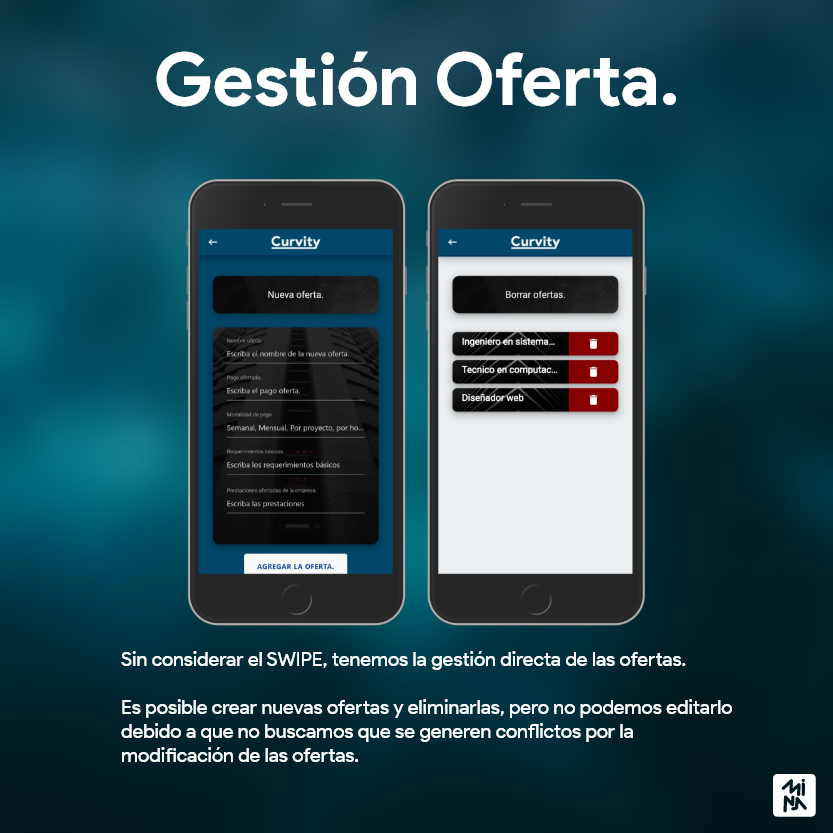 Gestión Oferta.
Curvity
Nueva oferta.
Nombre oferta.
Escriba el nombre de la nueva oferta.
Pago ofertado.
Escriba el pago oferta.
Modalidad de pago.
Semanal, Mensual, Por proyecto, por ho...
Requerimientos básicos.
Escriba los requerimientos básicos
Prestaciones ofertadas de la empresa.
Escriba las prestaciones
AGREGAR LA OFERTA.
Curvity
Borrar ofertas.
Ingeniero en sistema...
Tecnico en computac...
Diseñador web
Sin considerar el SWIPE, tenemos la gestión directa de las ofertas.
Es posible crear nuevas ofertas y eliminarlas, pero no podemos editarlo
debido a que no buscamos que se generen conflictos por la
modificación de las ofertas.
MiNA